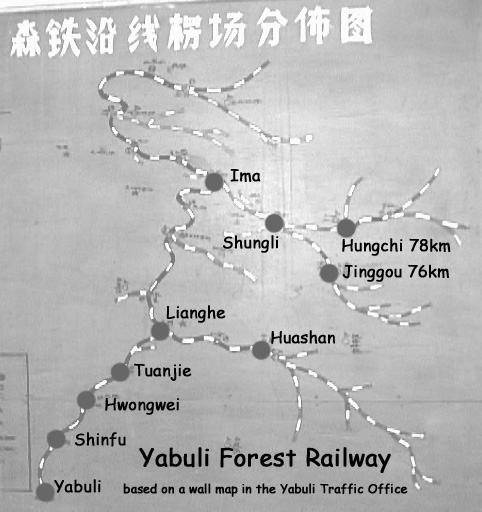 森铁沿线楞场分佈图
Ima
Shungli
Hungchi 78km
Jinggou 76km
Lianghe
Huashan
Tuanjie
Hwongwei
Shinfu
Yabuli
Yabuli Forest Railway
based on a wall map in the Yabuli Traffic Office